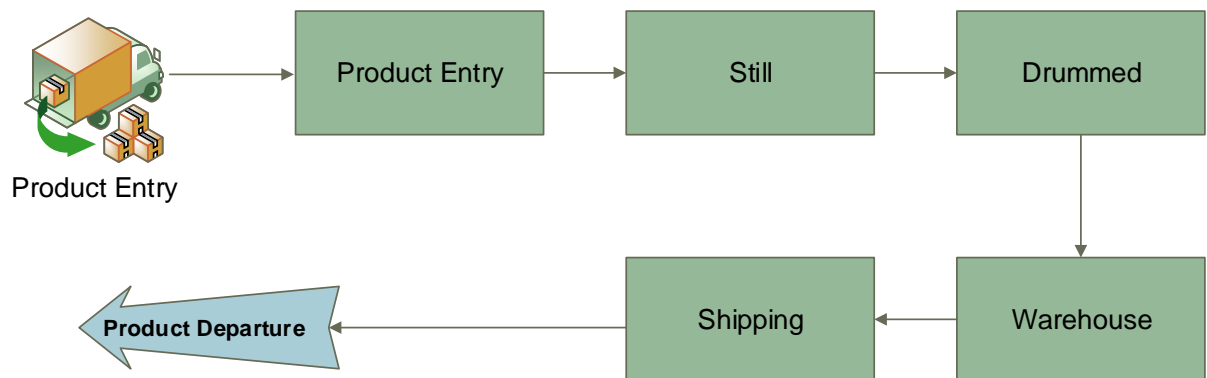 Product Entry
Product Entry
Still
Drummed
Warehouse
Shipping
Product Departure